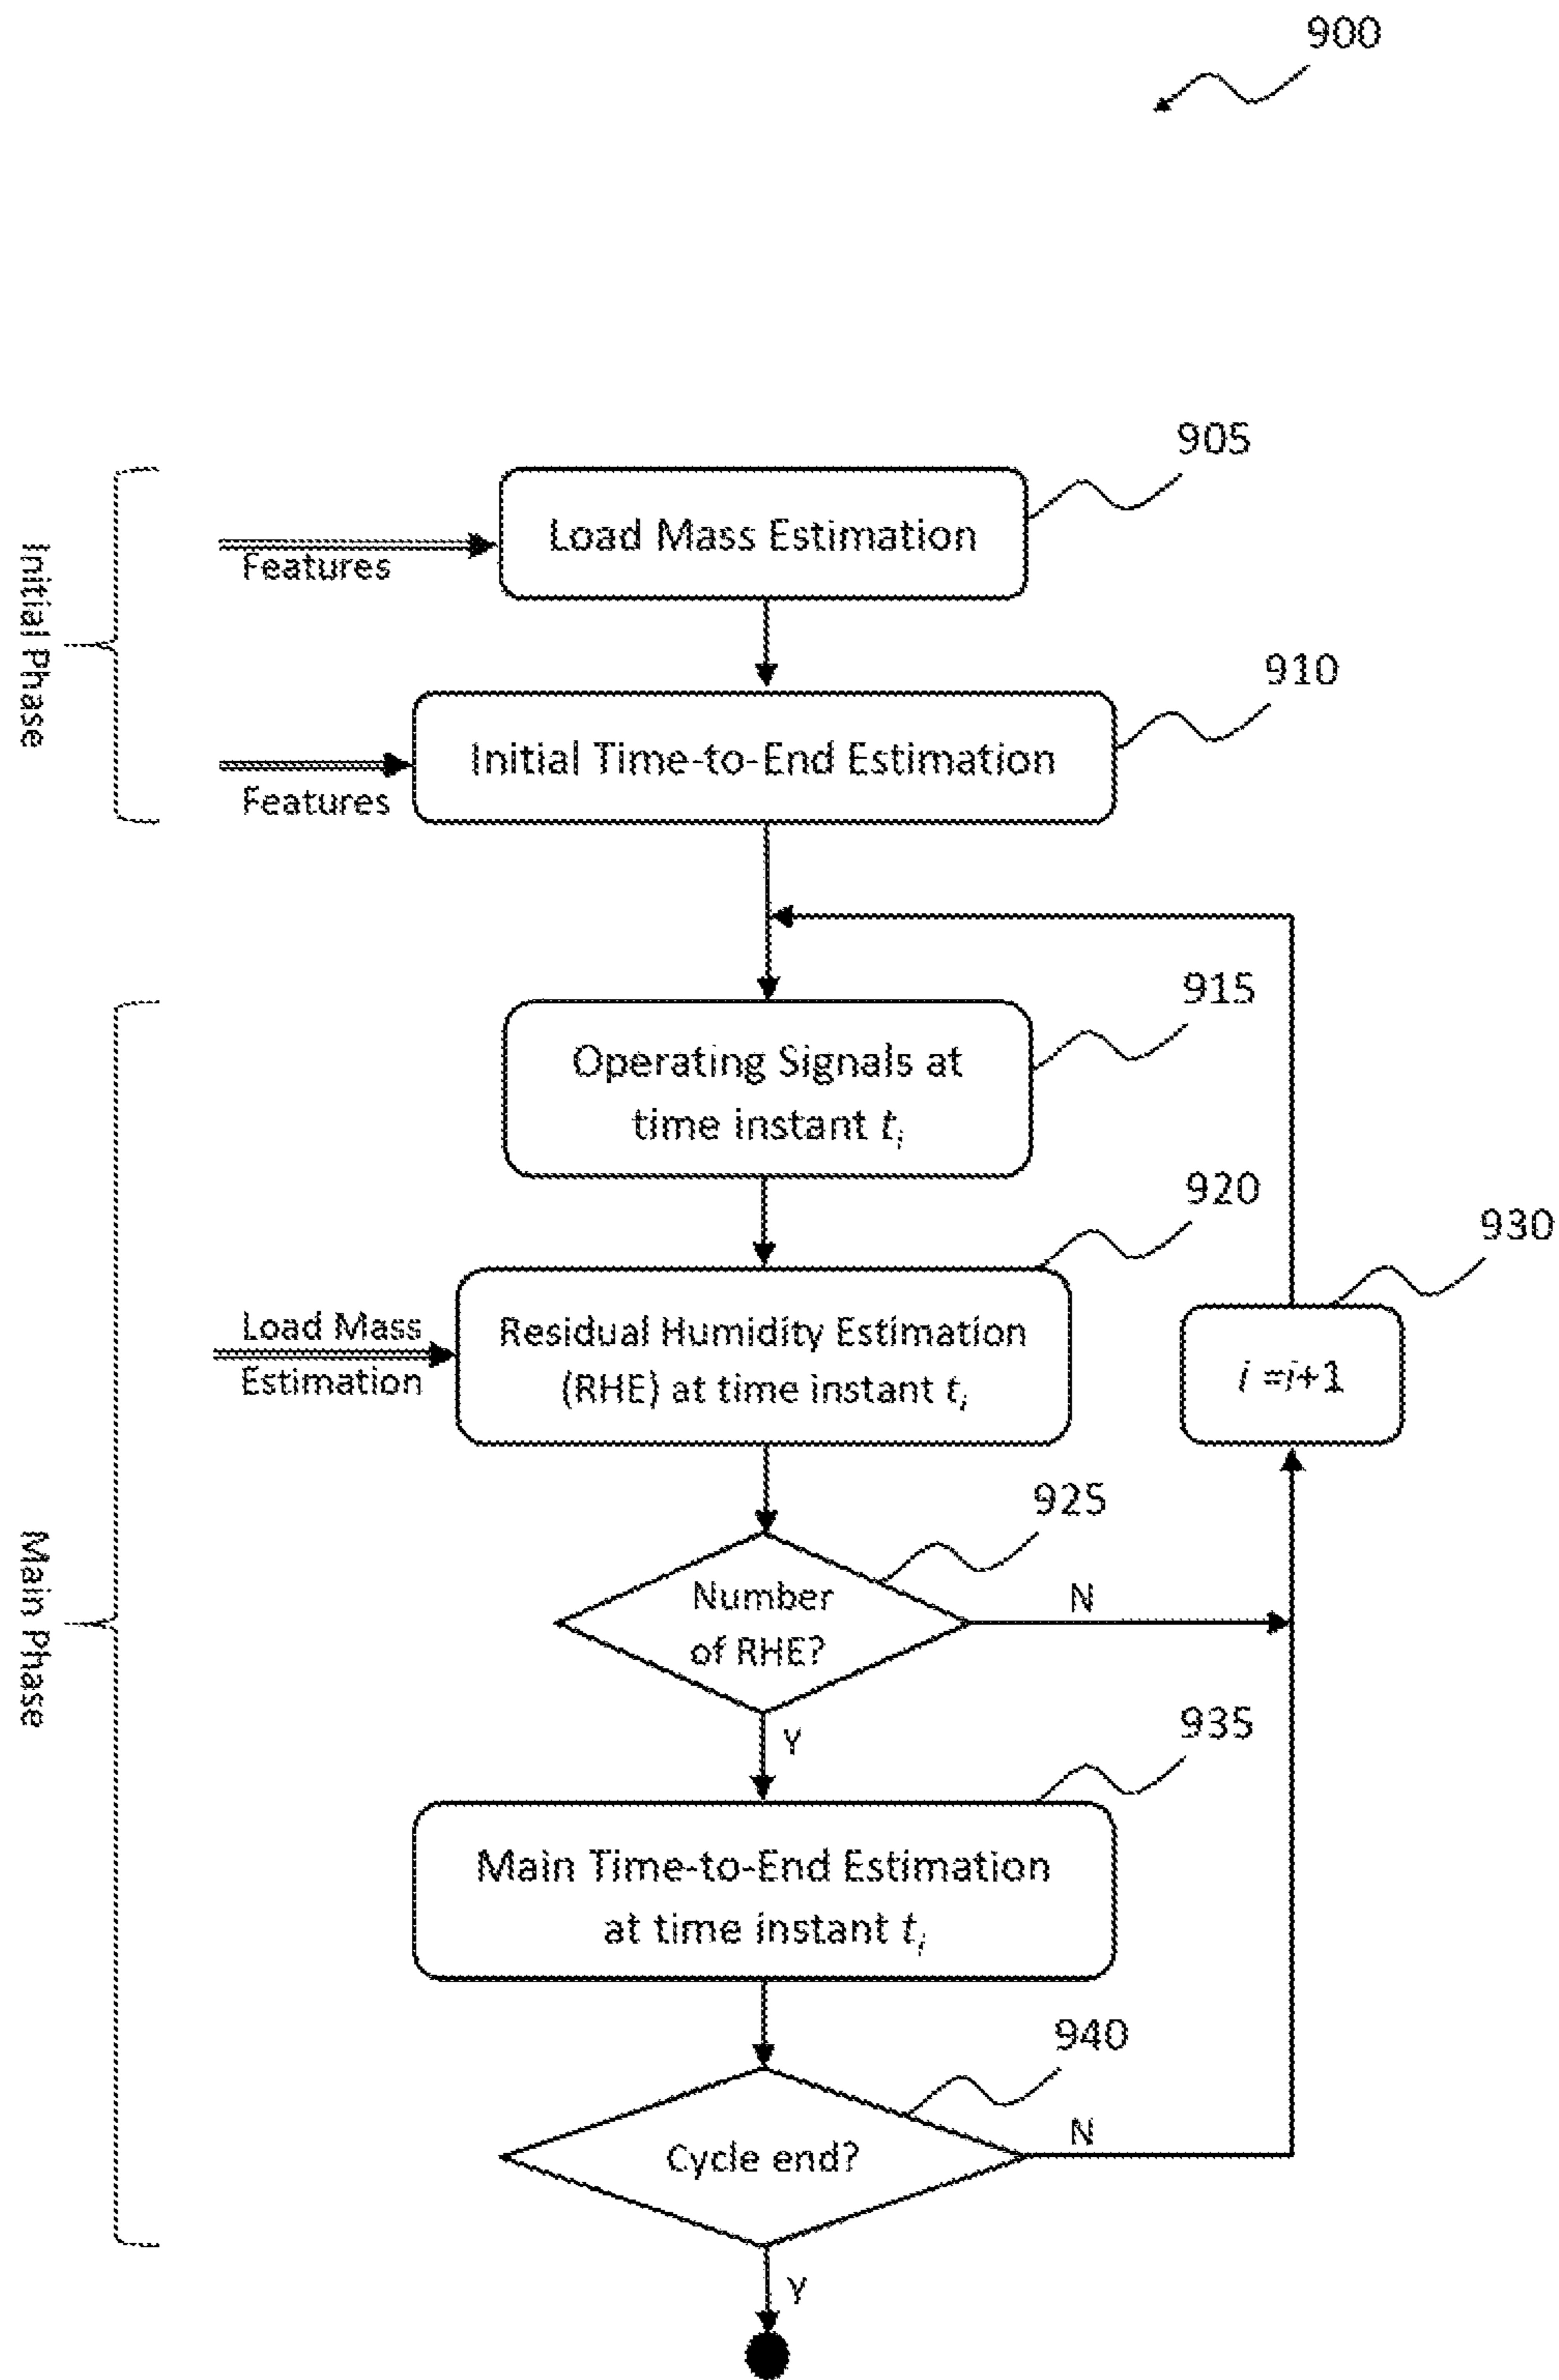 900
905
Load Mass Estimation
Features
Initial Phase
910
Initial Time-to-End Estimation
Features
915
Operating Signals at
time instant tᵢ
920
930
Load Mass
Estimation
Residual Humidity Estimation
(RHE) at time instant tᵢ
i =i+1
925
Number
of RHE?
N
Main Phase
Y
935
Main Time-to-End Estimation
at time instant tᵢ
940
Cycle end?
N
Y